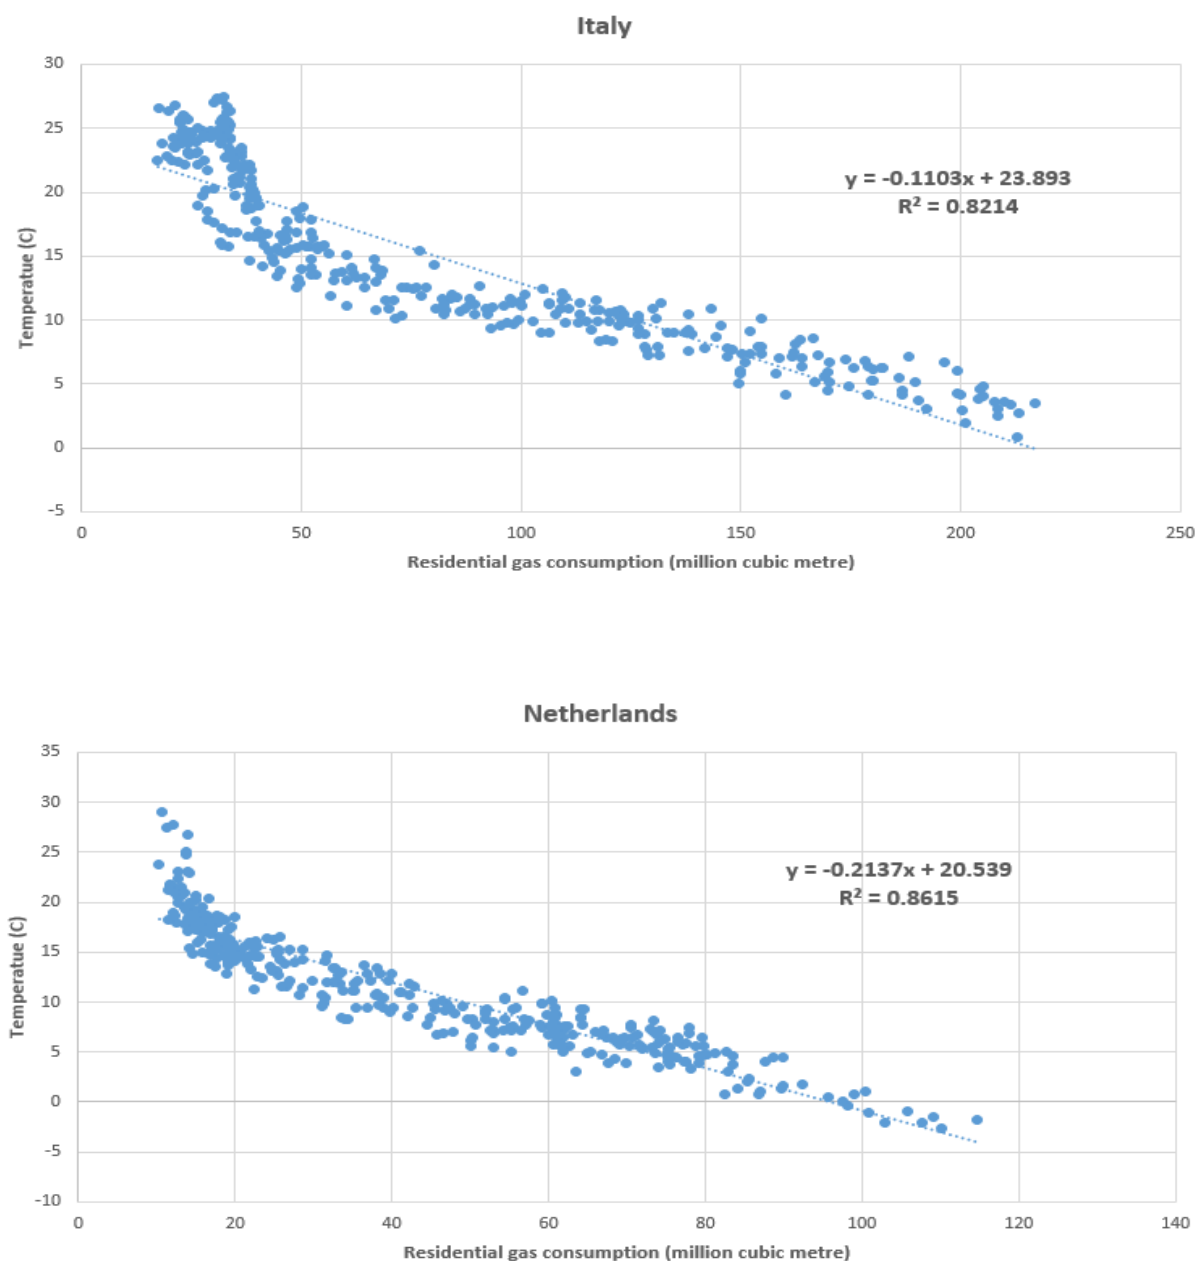 Italy
30
25
20
15
10
5
0
-5
Temperatue (C)
y = -0.1103x + 23.893
R² = 0.8214
0 50 100 150 200 250
Residential gas consumption (million cubic metre)
Netherlands
35
30
25
20
15
10
5
0
-5
-10
Temperatue (C)
y = -0.2137x + 20.539
R² = 0.8615
0 20 40 60 80 100 120 140
Residential gas consumption (million cubic metre)